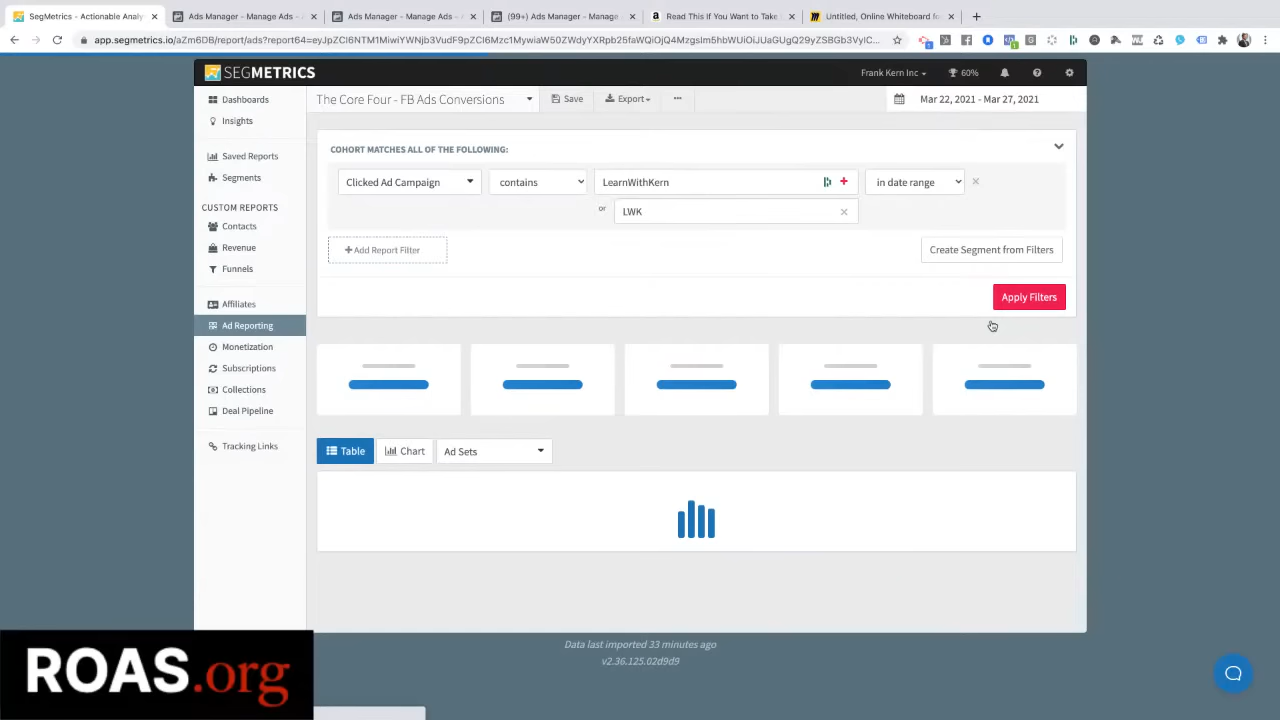 SegMetrics - Actionable Analy
Ads Manager - Manage Ads - A
Ads Manager - Manage Ads - A
(99+) Ads Manager - Manage
Read This if You Want to Take
Untitled, Online Whiteboard fo
SEGMETRICS
Frank Kern Inc
60%
Dashboards
Insights
Saved Reports
Segments
CUSTOM REPORTS
Contacts
Revenue
Funnels
Affiliates
Ad Reporting
Monetization
Subscriptions
Collections
Deal Pipeline
Tracking Links
The Core Four - FB Ads Conversions
Save
Export
Mar 22, 2021 - Mar 27, 2021
COHORT MATCHES ALL OF THE FOLLOWING:
Clicked Ad Campaign
contains
LearnWithKern
in date range
or
LWK
Add Report Filter
Create Segment from Filters
Apply Filters
Table
Chart
Ad Sets
Data last imported 33 minutes ago
v2.36.125.02d9d9
ROAS.org